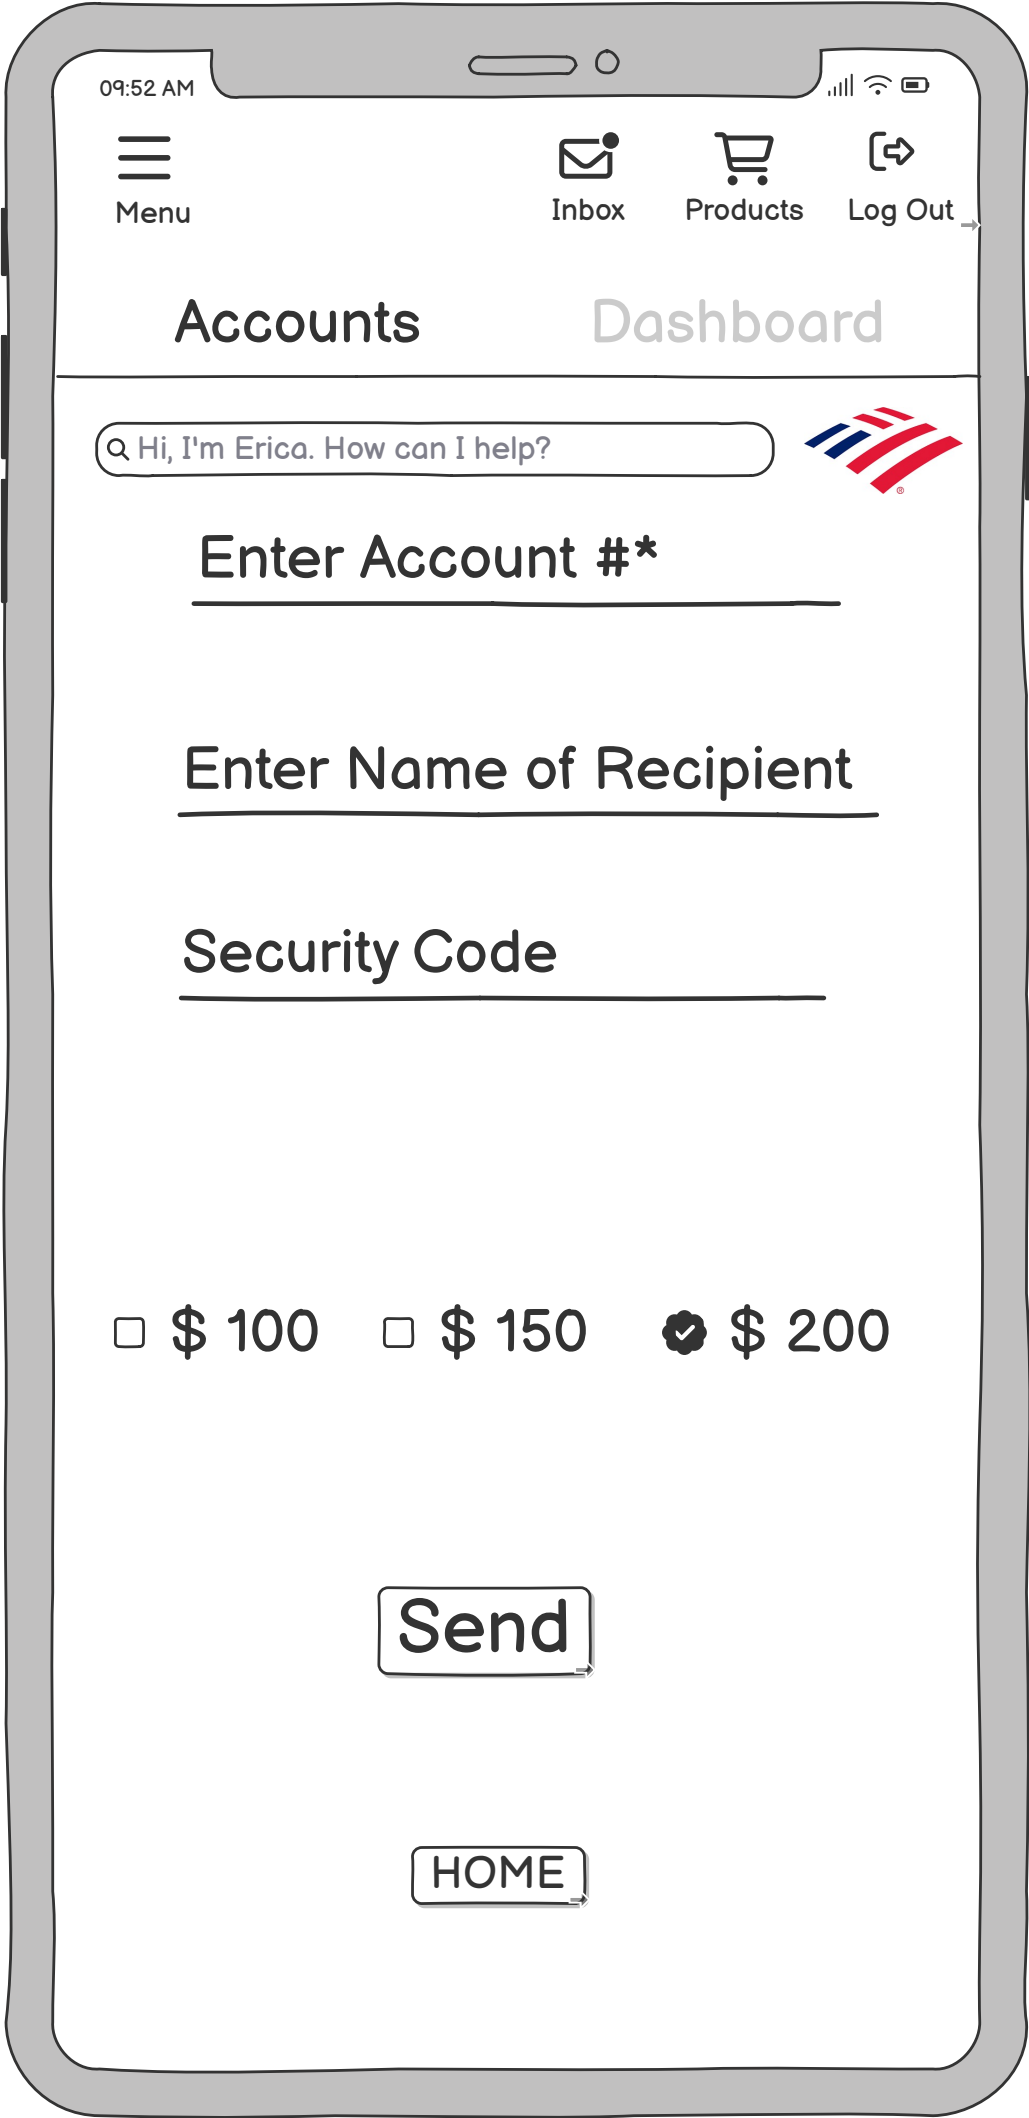 09:52 AM
Menu
Inbox
Products
Log Out
Accounts
Dashboard
Hi, I'm Erica. How can I help?
Enter Account #*
Enter Name of Recipient
Security Code
$ 100
$ 150
$ 200
Send
HOME